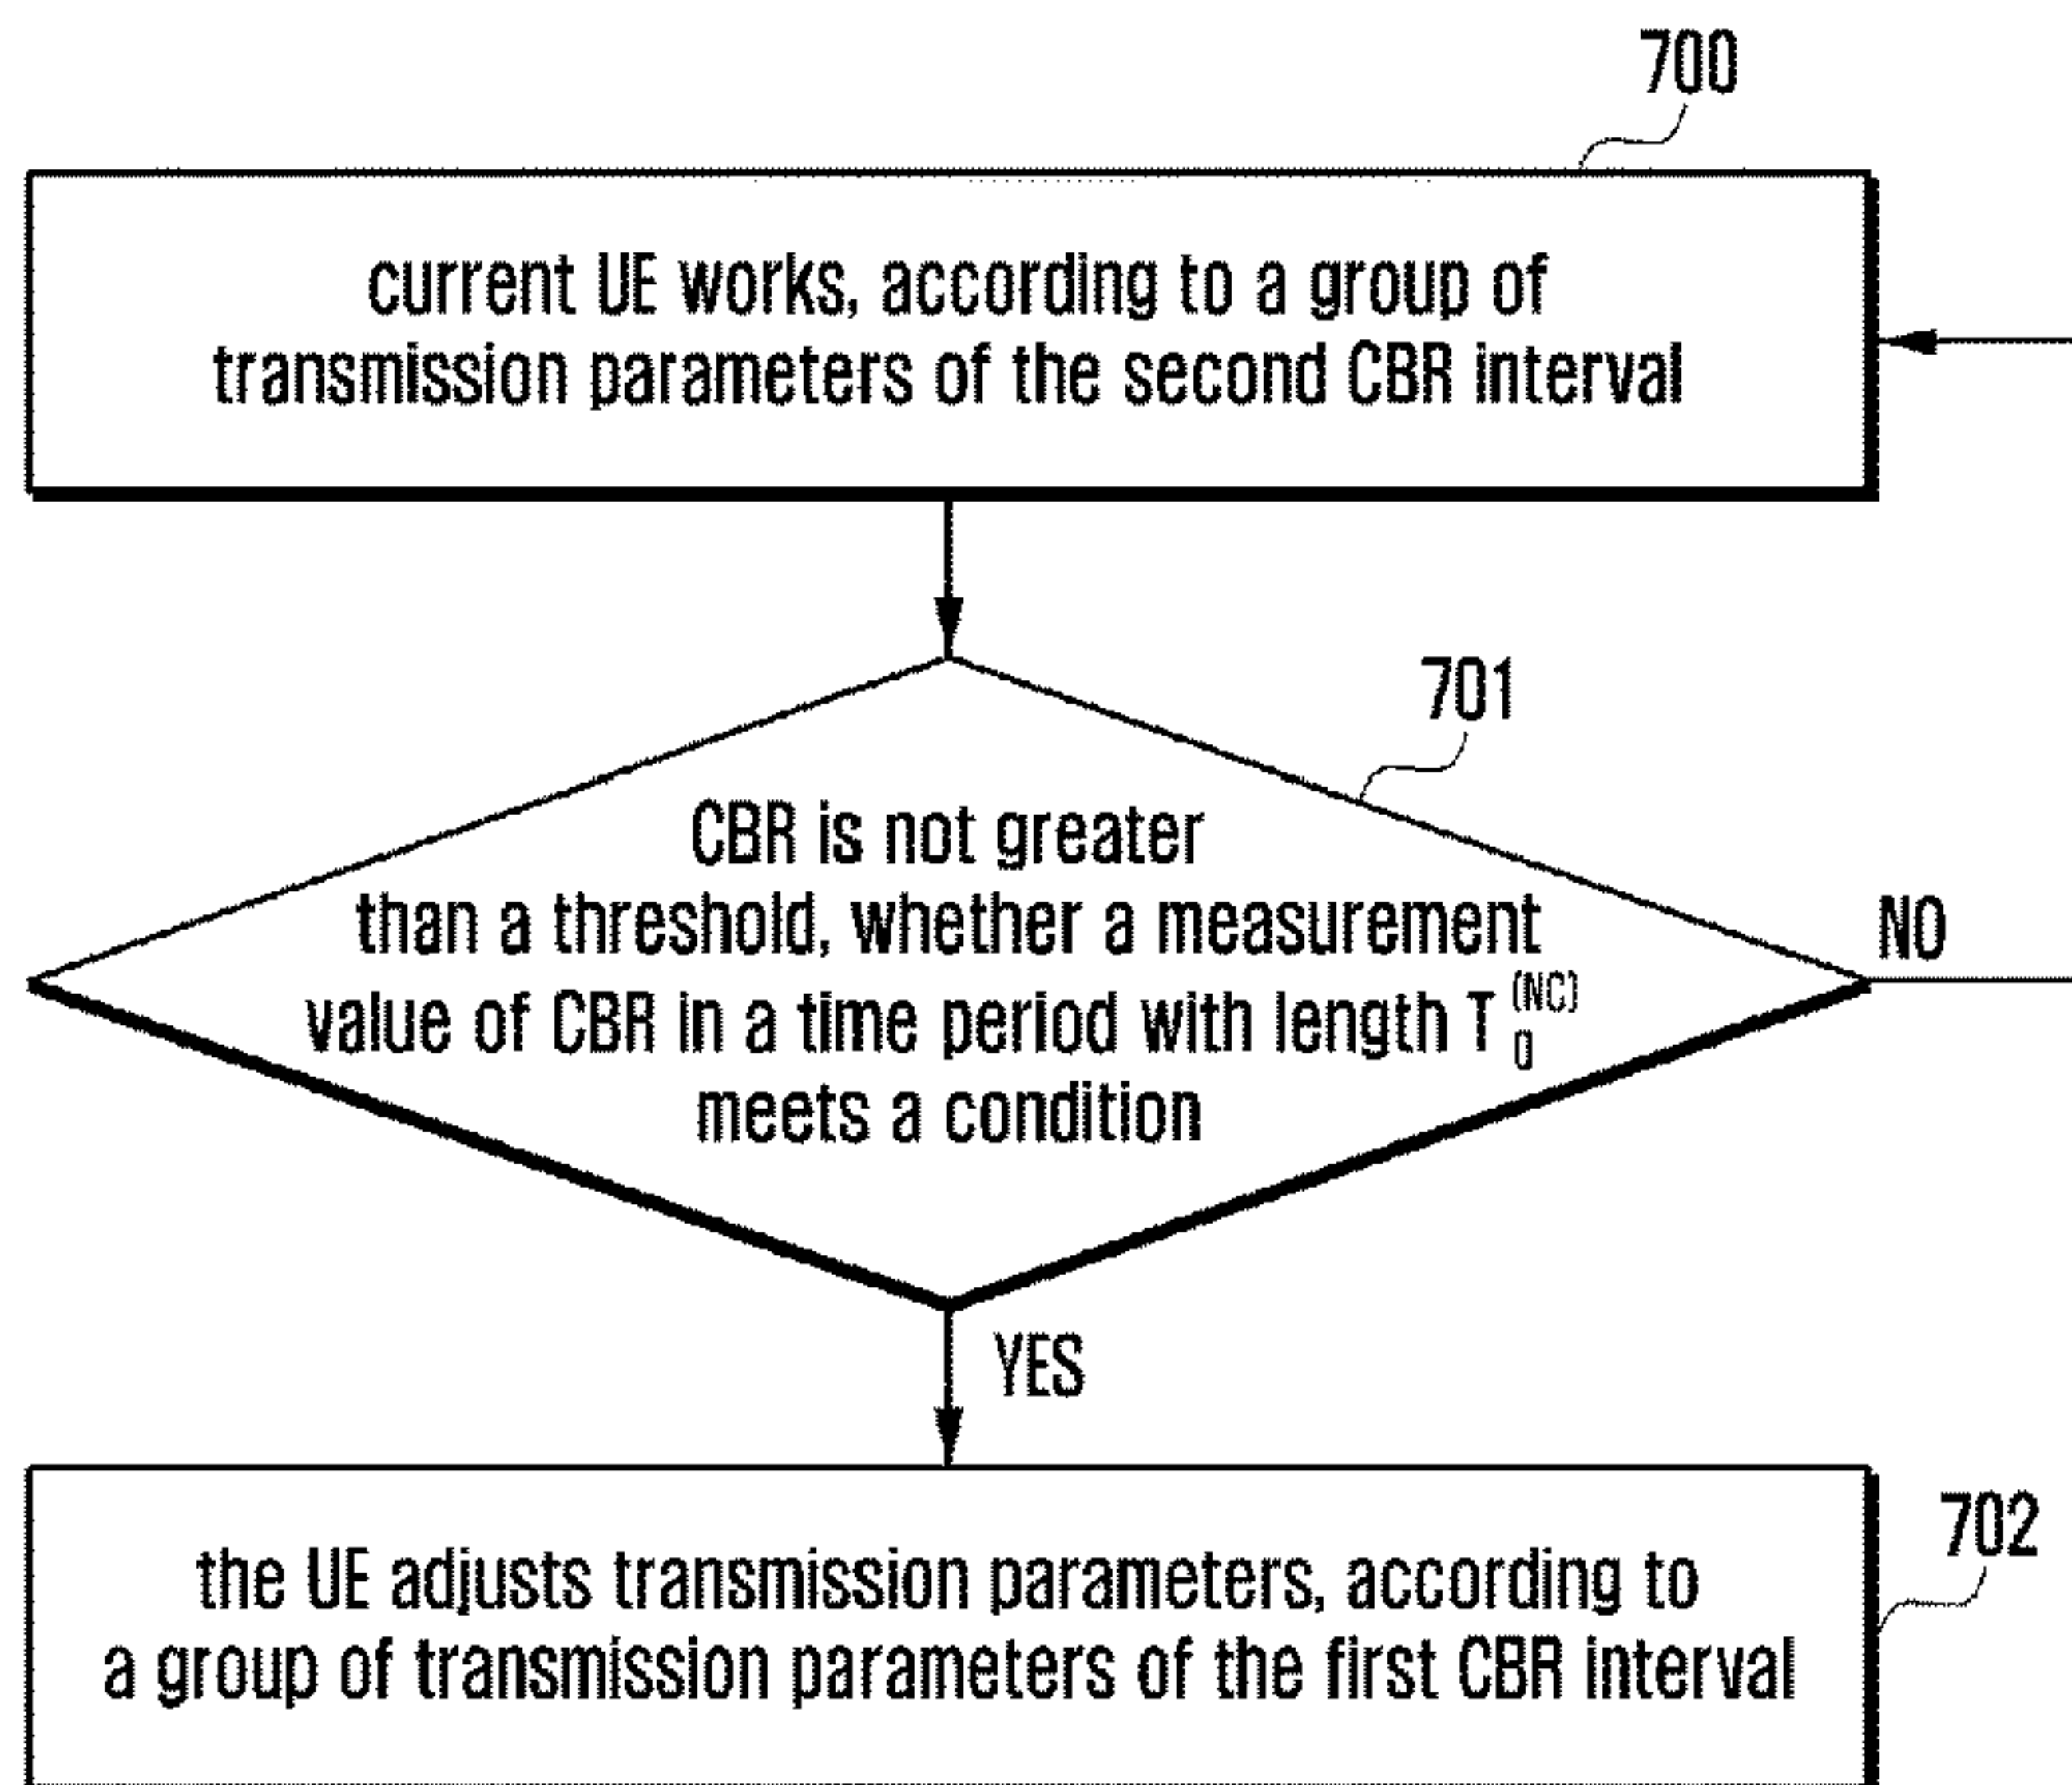 700
current UE works, according to a group of
transmission parameters of the second CBR interval
701
CBR is not greater
than a threshold, whether a measurement
value of CBR in a time period with length T₀⁽ᴺᶜ⁾
meets a condition
NO
YES
702
the UE adjusts transmission parameters, according to
a group of transmission parameters of the first CBR interval